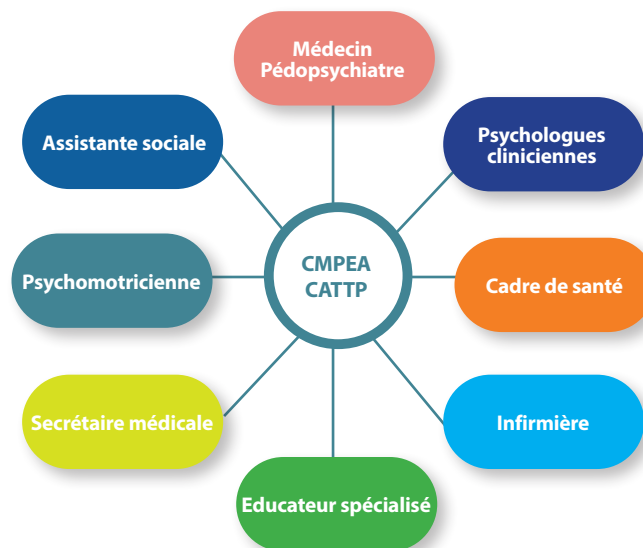 Médecin
Pédopsychiatre
Assistante sociale
Psychologues
cliniciennes
CMPEA
CATTP
Psychomotricienne
Cadre de santé
Secrétaire médicale
Infirmière
Educateur spécialisé